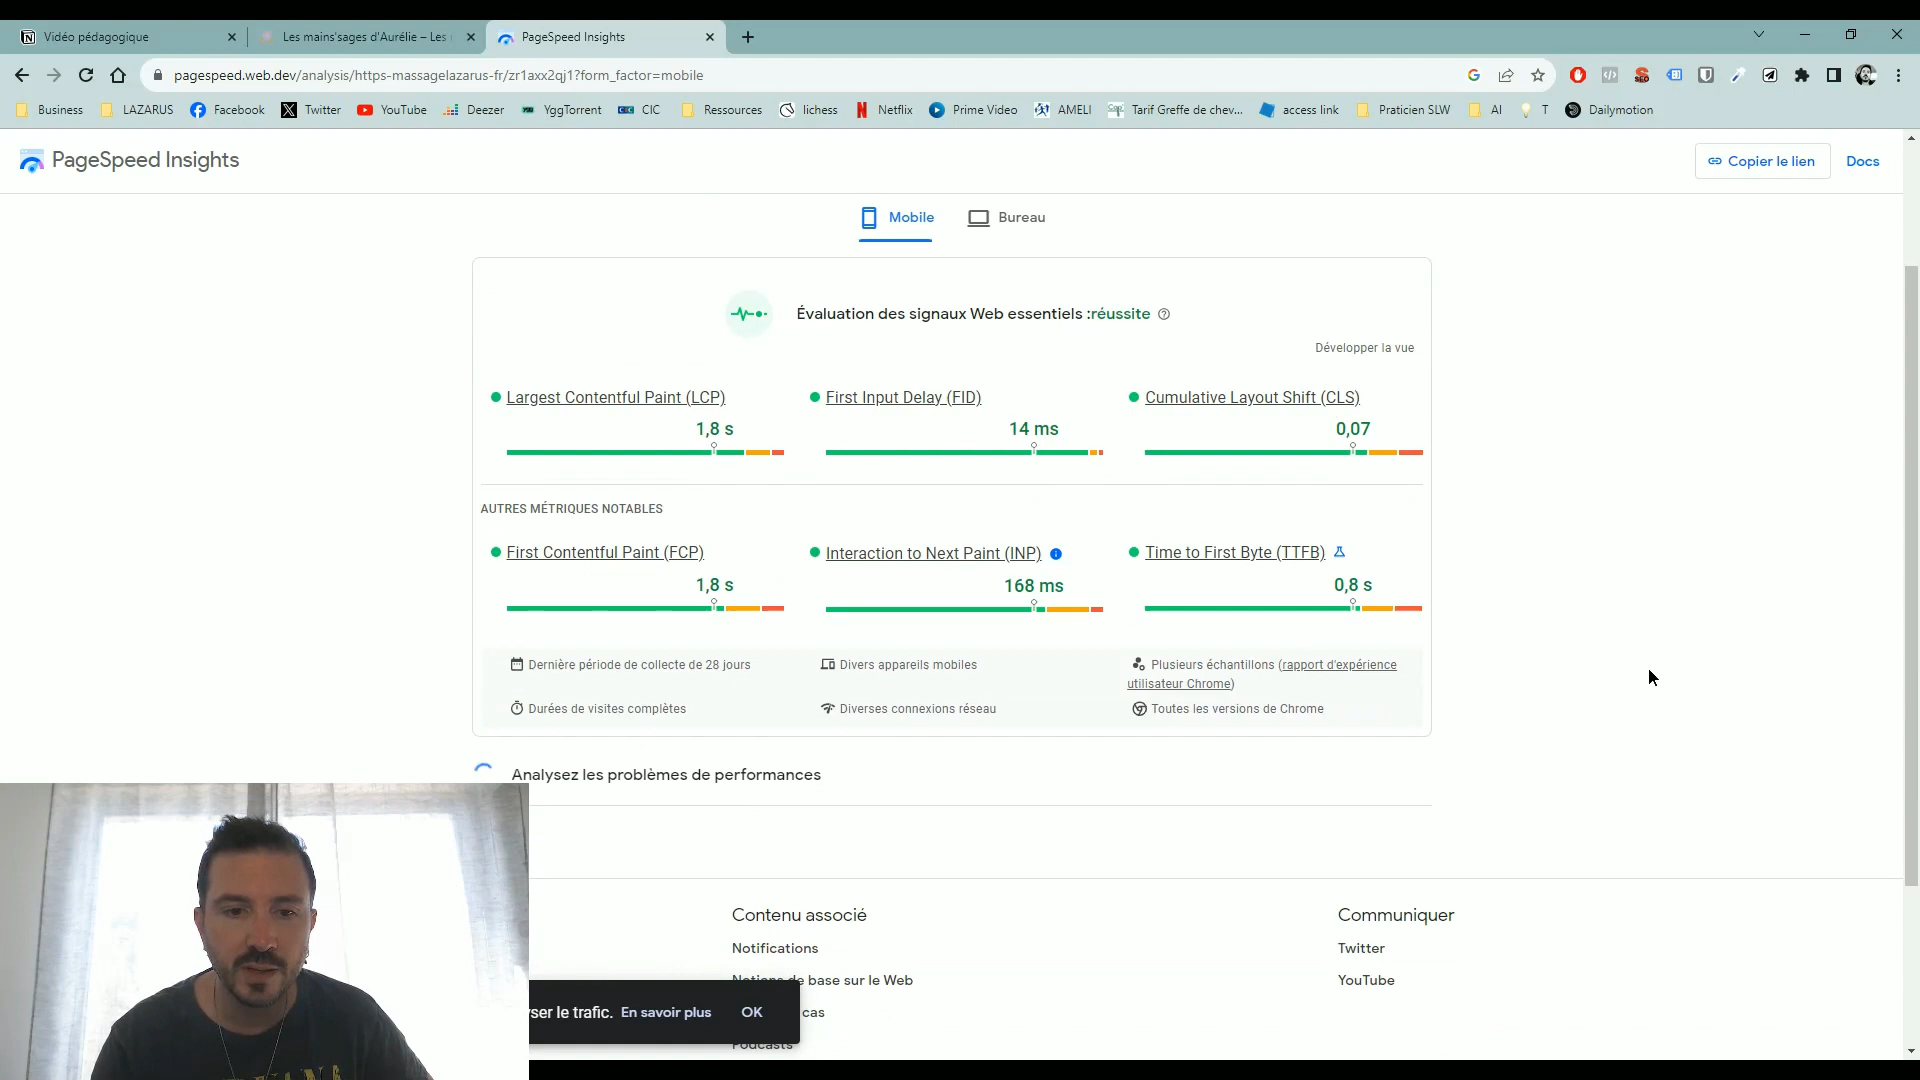 Vidéo pédagogique
Les mains'sages d'Aurélie – Les
PageSpeed Insights
pagespeed.web.dev/analysis/https-massagelazarus-fr/zr1axx2qj1?form_factor=mobile
Business LAZARUS Facebook Twitter YouTube Deezer YggTorrent CIC Ressources lichess Netflix Prime Video AMELI Tarif Greffe de chev... access link Praticien SLW AI T Dailymotion
PageSpeed Insights
Copier le lien Docs
Mobile Bureau
Évaluation des signaux Web essentiels :réussite
Développer la vue
Largest Contentful Paint (LCP) First Input Delay (FID) Cumulative Layout Shift (CLS)
1,8 s 14 ms 0,07
AUTRES MÉTRIQUES NOTABLES
First Contentful Paint (FCP) Interaction to Next Paint (INP) Time to First Byte (TTFB)
1,8 s 168 ms 0,8 s
Dernière période de collecte de 28 jours Divers appareils mobiles Plusieurs échantillons (rapport d'expérience
utilisateur Chrome)
Durées de visites complètes Diverses connexions réseau Toutes les versions de Chrome
Analysez les problèmes de performances
Contenu associé Communiquer
Notifications Twitter
Notions de base sur le Web YouTube
yser le trafic. En savoir plus OK cas
Podcasts